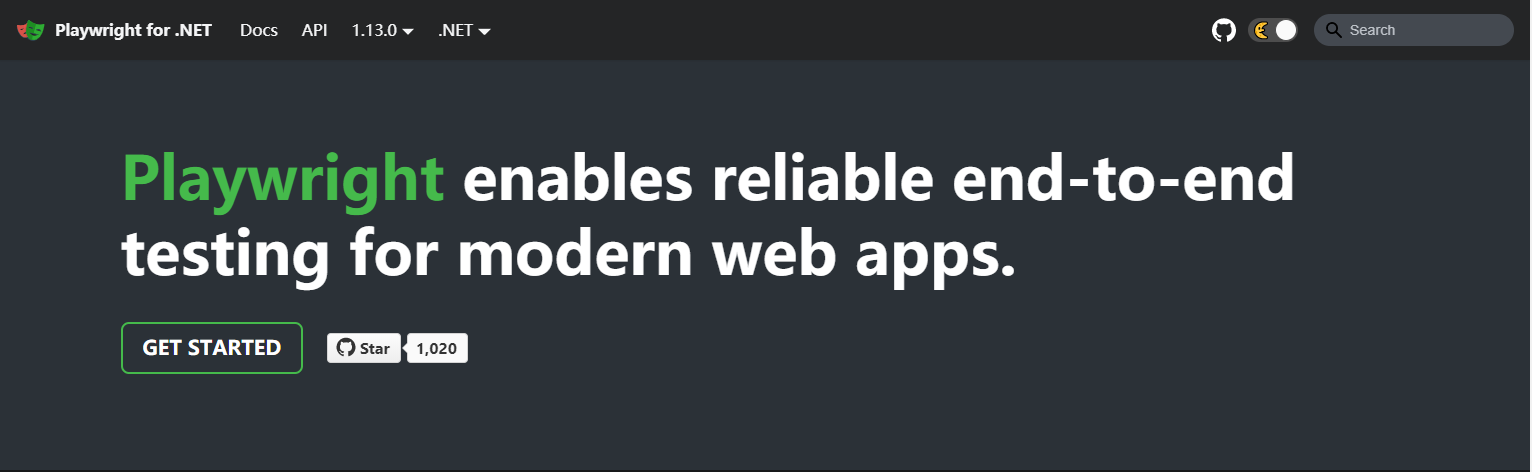 Playwright for .NET Docs API 1.13.0 .NET Search
Playwright enables reliable end-to-end
testing for modern web apps.
GET STARTED Star 1,020